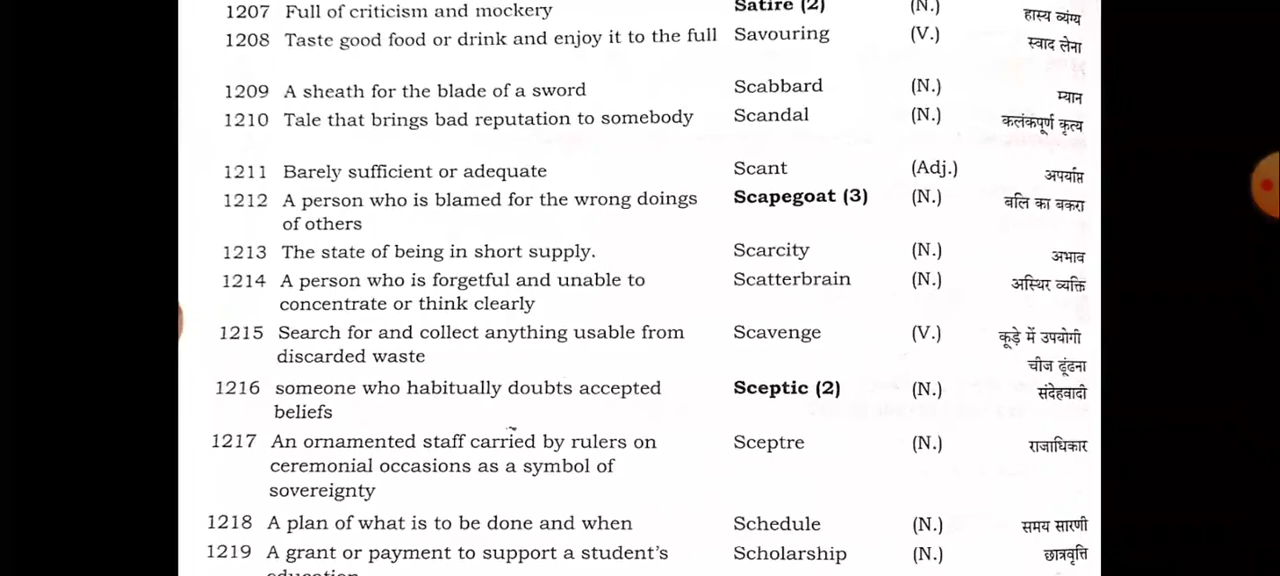 1207 Full of criticism and mockery Satire (2) (N.) हास्य व्यंग्य
1208 Taste good food or drink and enjoy it to the full Savouring (V.) स्वाद लेना
1209 A sheath for the blade of a sword Scabbard (N.) म्यान
1210 Tale that brings bad reputation to somebody Scandal (N.) कलंकपूर्ण कृत्य
1211 Barely sufficient or adequate Scant (Adj.) अपर्याप्त
1212 A person who is blamed for the wrong doings Scapegoat (3) (N.) बलि का बकरा
of others
1213 The state of being in short supply. Scarcity (N.) अभाव
1214 A person who is forgetful and unable to Scatterbrain (N.) अस्थिर व्यक्ति
concentrate or think clearly
1215 Search for and collect anything usable from Scavenge (V.) कूड़े में उपयोगी
discarded waste चीज ढूंढना
1216 someone who habitually doubts accepted Sceptic (2) (N.) संदेहवादी
beliefs
1217 An ornamented staff carried by rulers on Sceptre (N.) राजाधिकार
ceremonial occasions as a symbol of
sovereignty
1218 A plan of what is to be done and when Schedule (N.) समय सारणी
1219 A grant or payment to support a student's Scholarship (N.) छात्रवृत्ति
education